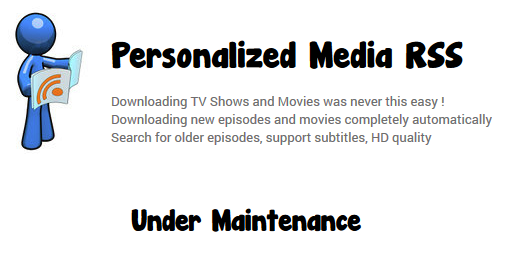 Personalized Media RSS
Downloading TV Shows and Movies was never this easy !
Downloading new episodes and movies completely automatically
Search for older episodes, support subtitles, HD quality
Under Maintenance